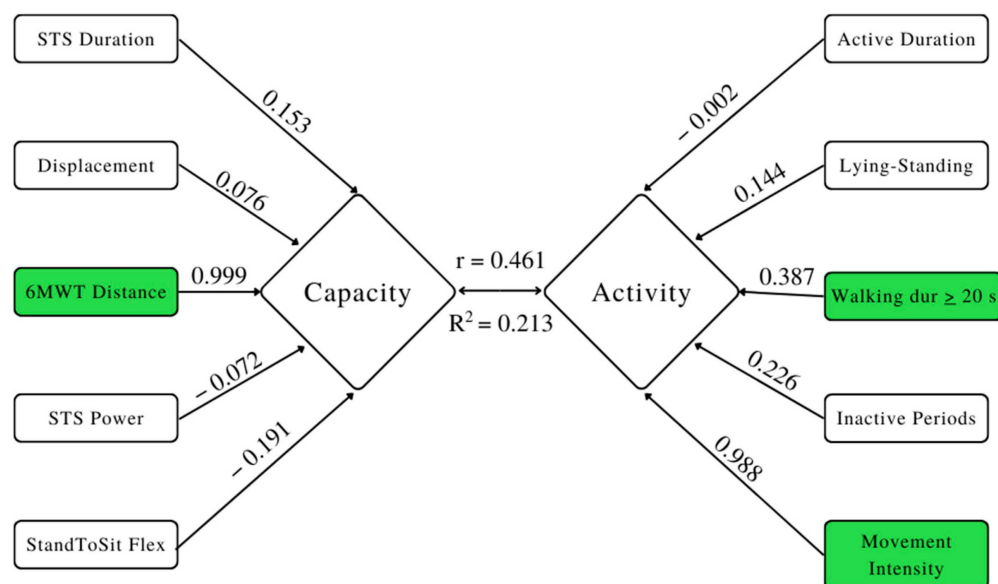 STS Duration
Displacement
6MWT Distance
STS Power
StandToSit Flex
0.153
0.076
0.999
− 0.072
− 0.191
Capacity
r = 0.461
R² = 0.213
Activity
− 0.002
0.144
0.387
0.226
0.988
Active Duration
Lying-Standing
Walking dur ≥ 20 s
Inactive Periods
Movement
Intensity